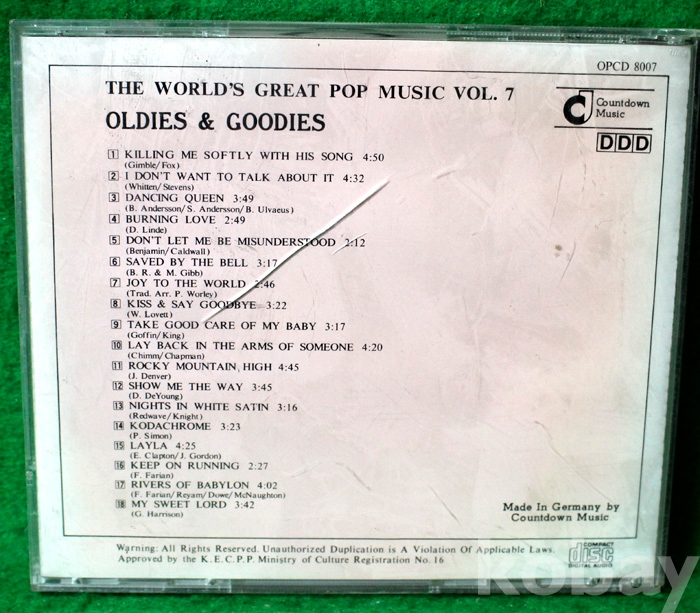 OPCD 8007
THE WORLD'S GREAT POP MUSIC VOL. 7
OLDIES & GOODIES
Countdown
Music
DDD
1 KILLING ME SOFTLY WITH HIS SONG 4:50
(Gimble/Fox)
2 I DON'T WANT TO TALK ABOUT IT 4:32
(Whitten/Stevens)
3 DANCING QUEEN 3:49
(B. Andersson/S. Andersson/B. Ulvaeus)
4 BURNING LOVE 2:49
(D. Linde)
5 DON'T LET ME BE MISUNDERSTOOD 2:12
(Benjamin/Caldwall)
6 SAVED BY THE BELL 3:17
(B. R. & M. Gibb)
7 JOY TO THE WORLD 2:46
(Trad. Arr. P. Worley)
8 KISS & SAY GOODBYE 3:22
(W. Lovett)
9 TAKE GOOD CARE OF MY BABY 3:17
(Goffin/King)
10 LAY BACK IN THE ARMS OF SOMEONE 4:20
(Chimm/Chapman)
11 ROCKY MOUNTAIN HIGH 4:45
(J. Denver)
12 SHOW ME THE WAY 3:45
(D. DeYoung)
13 NIGHTS IN WHITE SATIN 3:16
(Redwave/Knight)
14 KODACHROME 3:23
(P. Simon)
15 LAYLA 4:25
(E. Clapton/J. Gordon)
16 KEEP ON RUNNING 2:27
(F. Farian)
17 RIVERS OF BABYLON 4:02
(F. Farian/Reyam/Dowe/McNaughton)
18 MY SWEET LORD 3:42
(G. Harrison)
Made In Germany by
Countdown Music
Warning: All Rights Reserved. Unauthorized Duplication is A Violation Of Applicable Laws
Approved by the K.E.C.P.P. Ministry of Culture Registration No. 16
COMPACT
disc
DIGITAL AUDIO
kobay